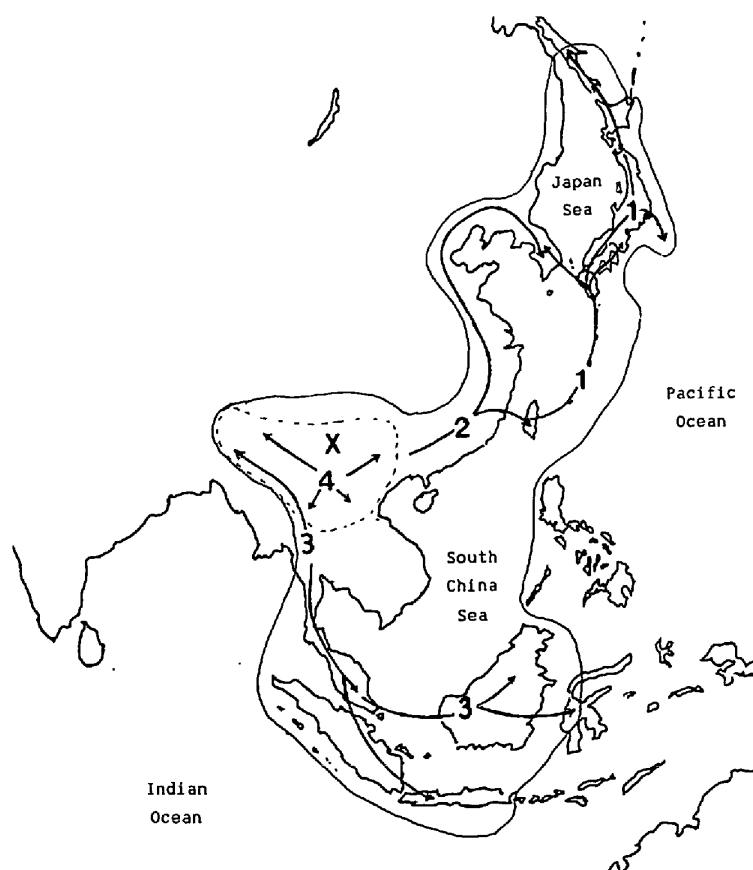 Japan
Sea
1
1
Pacific
Ocean
2
X
4
3
South
China
Sea
3
Indian
Ocean